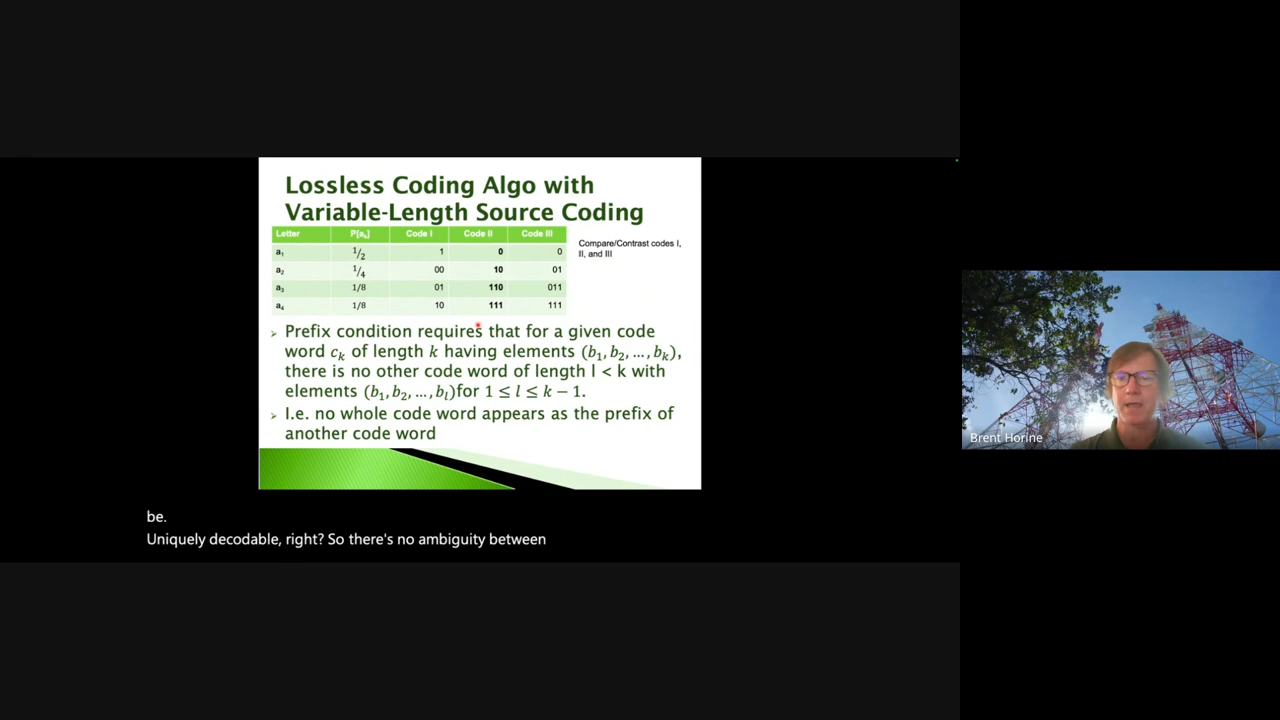 Lossless Coding Algo with
Variable-Length Source Coding
Letter P[aₖ] Code I Code II Code III
a₁ 1/2 1 0 0
a₂ 1/4 00 10 01
a₃ 1/8 01 110 011
a₄ 1/8 10 111 111
Compare/Contrast codes I,
II, and III
➢ Prefix condition requires that for a given code
word cₖ of length k having elements (b₁, b₂, …, bₖ),
there is no other code word of length l < k with
elements (b₁, b₂, …, bₗ)for 1 ≤ l ≤ k − 1.
➢ I.e. no whole code word appears as the prefix of
another code word
Brent Horine
be.
Uniquely decodable, right? So there's no ambiguity between